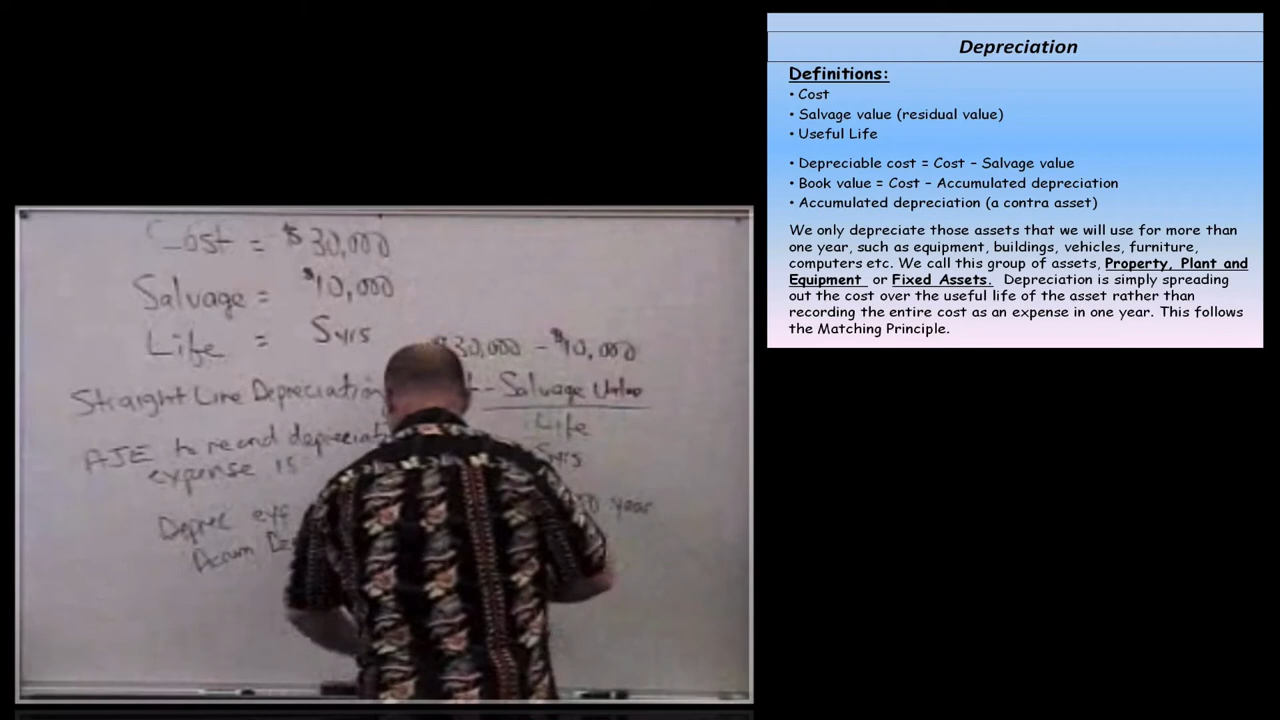 Depreciation
Definitions:
• Cost
• Salvage value (residual value)
• Useful Life
• Depreciable cost = Cost – Salvage value
• Book value = Cost – Accumulated depreciation
• Accumulated depreciation (a contra asset)
We only depreciate those assets that we will use for more than
one year, such as equipment, buildings, vehicles, furniture,
computers etc. We call this group of assets, Property, Plant and
Equipment or Fixed Assets. Depreciation is simply spreading
out the cost over the useful life of the asset rather than
recording the entire cost as an expense in one year. This follows
the Matching Principle.
Cost = $30,000
Salvage = $10,000
Life = 5yrs
$30,000 - $10,000
Straight Line Depreciation
- Salvage Value
Life
AJE to record
expense is
5yrs
Deprec exp
year
Accum